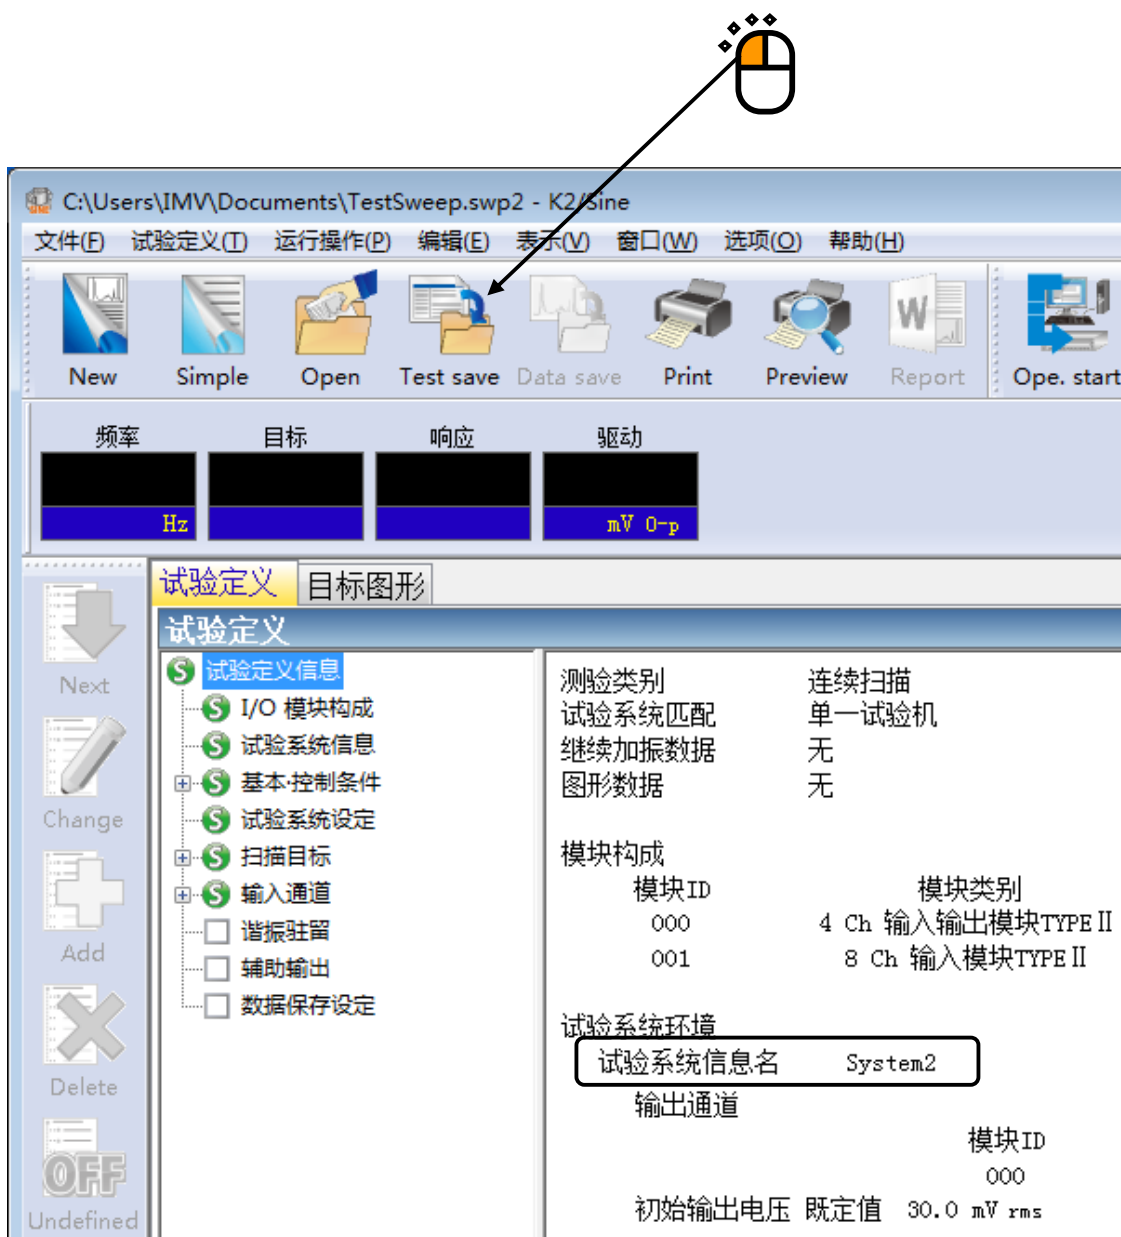 C:\Users\IMV\Documents\TestSweep.swp2 - K2/Sine
文件(F) 试验定义(T) 运行操作(P) 编辑(E) 表示(V) 窗口(W) 选项(O) 帮助(H)
New Simple Open Test save Data save Print Preview Report Ope. start
频率 目标 响应 驱动
Hz mV 0-p
试验定义 目标图形
试验定义
试验定义信息
I/O 模块构成
试验系统信息
基本·控制条件
试验系统设定
扫描目标
输入通道
谐振驻留
辅助输出
数据保存设定
Next
Change
Add
Delete
OFF
Undefined
测验类别 连续扫描
试验系统匹配 单一试验机
继续加振数据 无
图形数据 无
模块构成
模块ID 模块类别
000 4 Ch 输入输出模块TYPEⅡ
001 8 Ch 输入模块TYPEⅡ
试验系统环境
试验系统信息名 System2
输出通道
模块ID
000
初始输出电压 既定值 30.0 mV rms